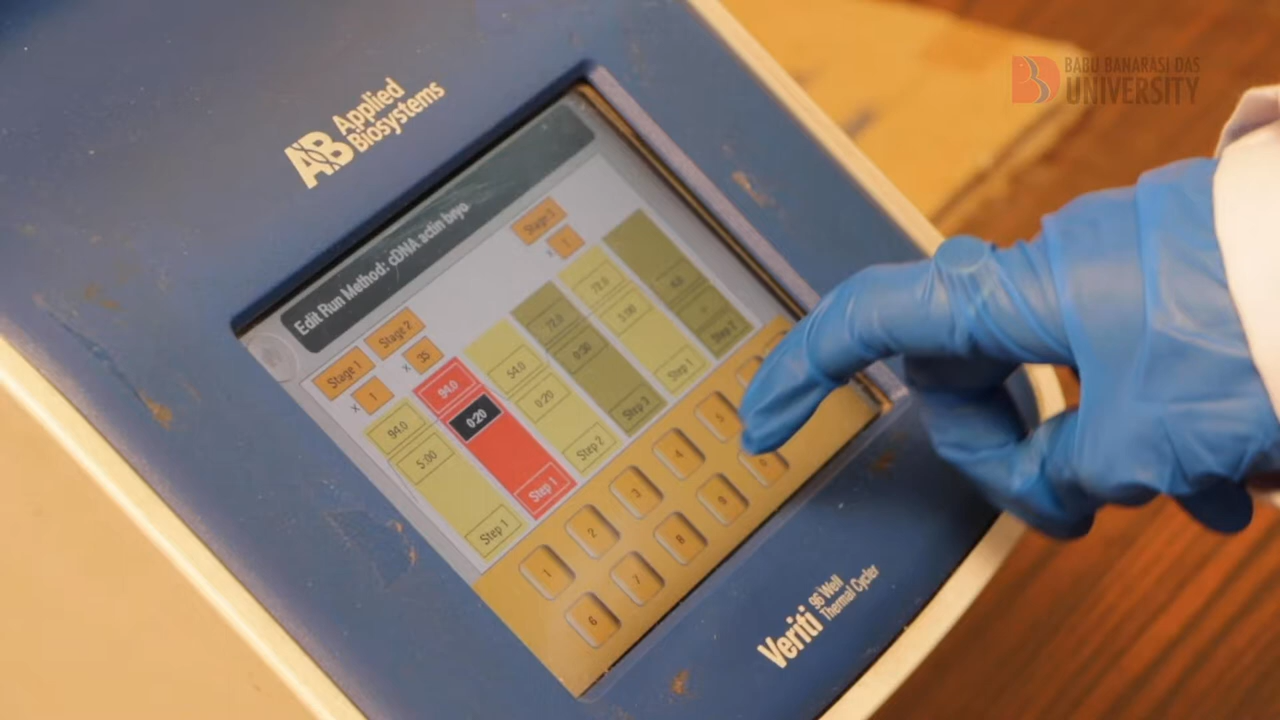 BABU BANARASI DAS
UNIVERSITY
AB Applied
Biosystems
Edit Run Method: cDNA actin bryo
Stage 1
x 1
94.0
5:00
Step 1
Stage 2
x 35
94.0
0:20
Step 1
54.0
0:20
Step 2
72.0
0:30
Step 3
Stage 3
x 1
72.0
Step 1
Step 2
1
2
3
4
5
6
7
8
9
Veriti 96 Well
Thermal Cycler